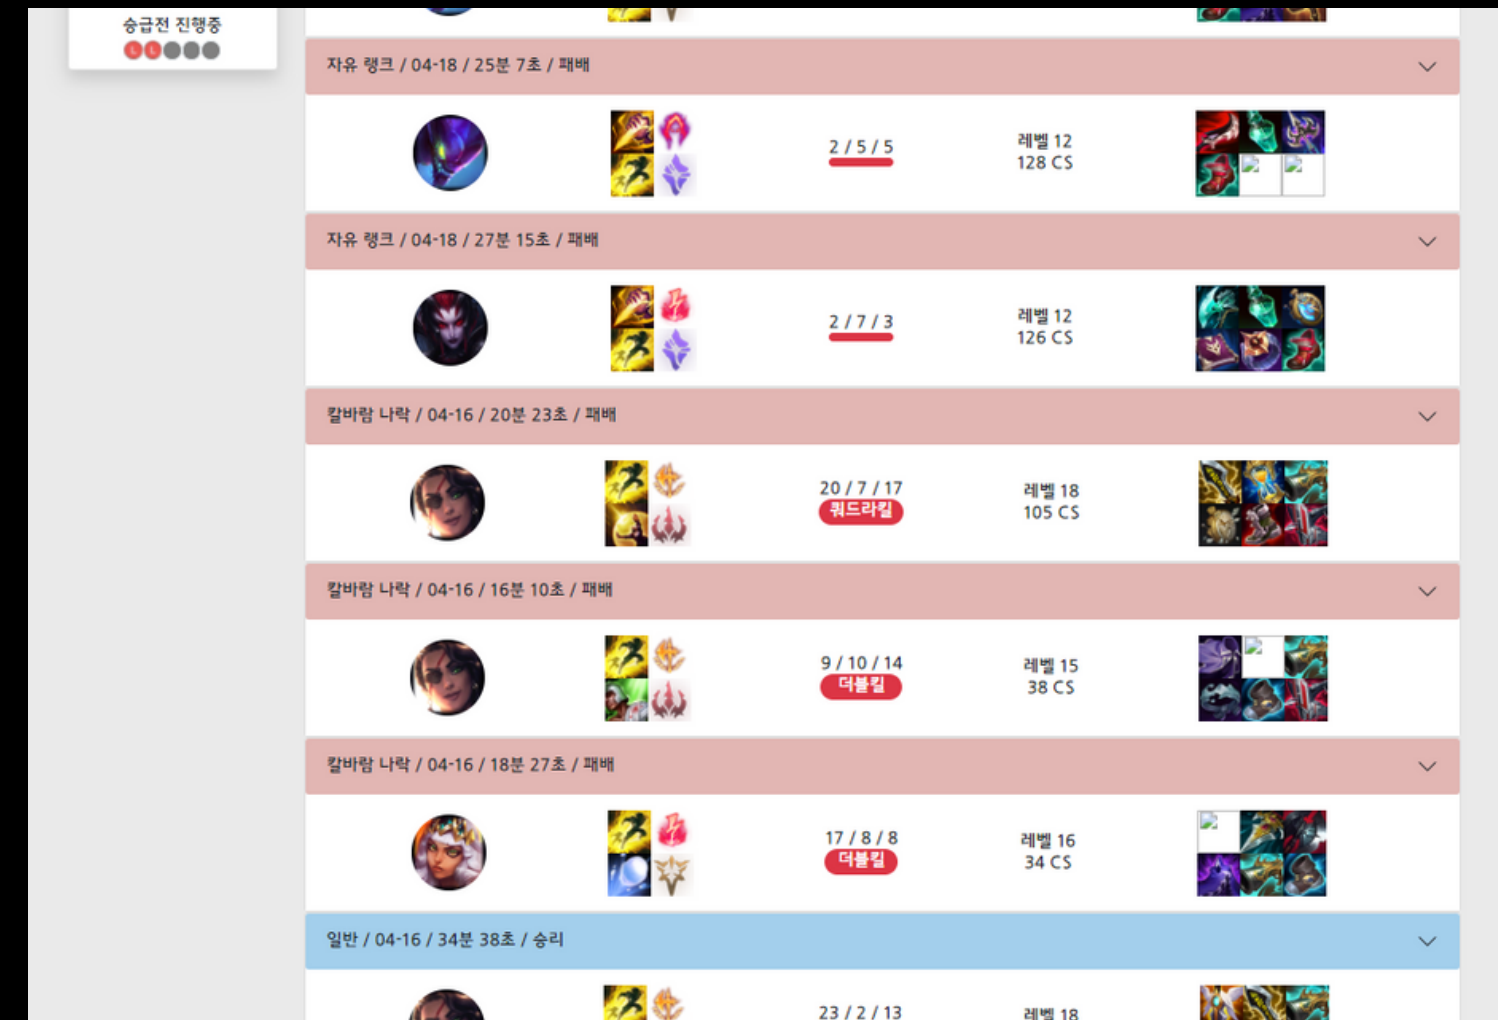 승급전 진행중
L L
자유 랭크 / 04-18 / 25분 7초 / 패배
2 / 5 / 5
레벨 12
128 CS
자유 랭크 / 04-18 / 27분 15초 / 패배
2 / 7 / 3
레벨 12
126 CS
칼바람 나락 / 04-16 / 20분 23초 / 패배
20 / 7 / 17
쿼드라킬
레벨 18
105 CS
칼바람 나락 / 04-16 / 16분 10초 / 패배
9 / 10 / 14
더블킬
레벨 15
38 CS
칼바람 나락 / 04-16 / 18분 27초 / 패배
17 / 8 / 8
더블킬
레벨 16
34 CS
일반 / 04-16 / 34분 38초 / 승리
23 / 2 / 13
레벨 18